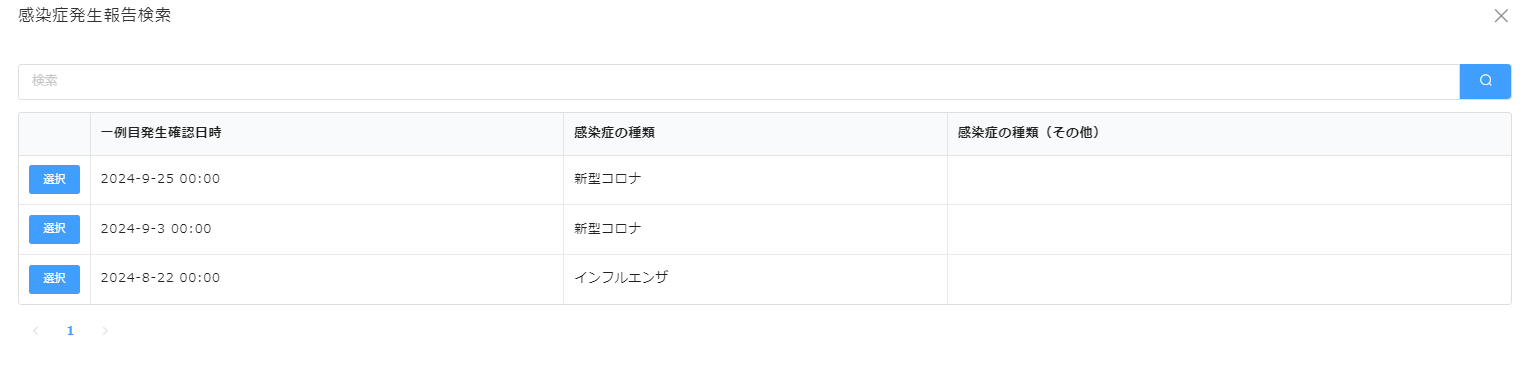 感染症発生報告検索
検索
一例目発生確認日時 感染症の種類 感染症の種類（その他）
選択 2024-9-25 00:00 新型コロナ
選択 2024-9-3 00:00 新型コロナ
選択 2024-8-22 00:00 インフルエンザ
1